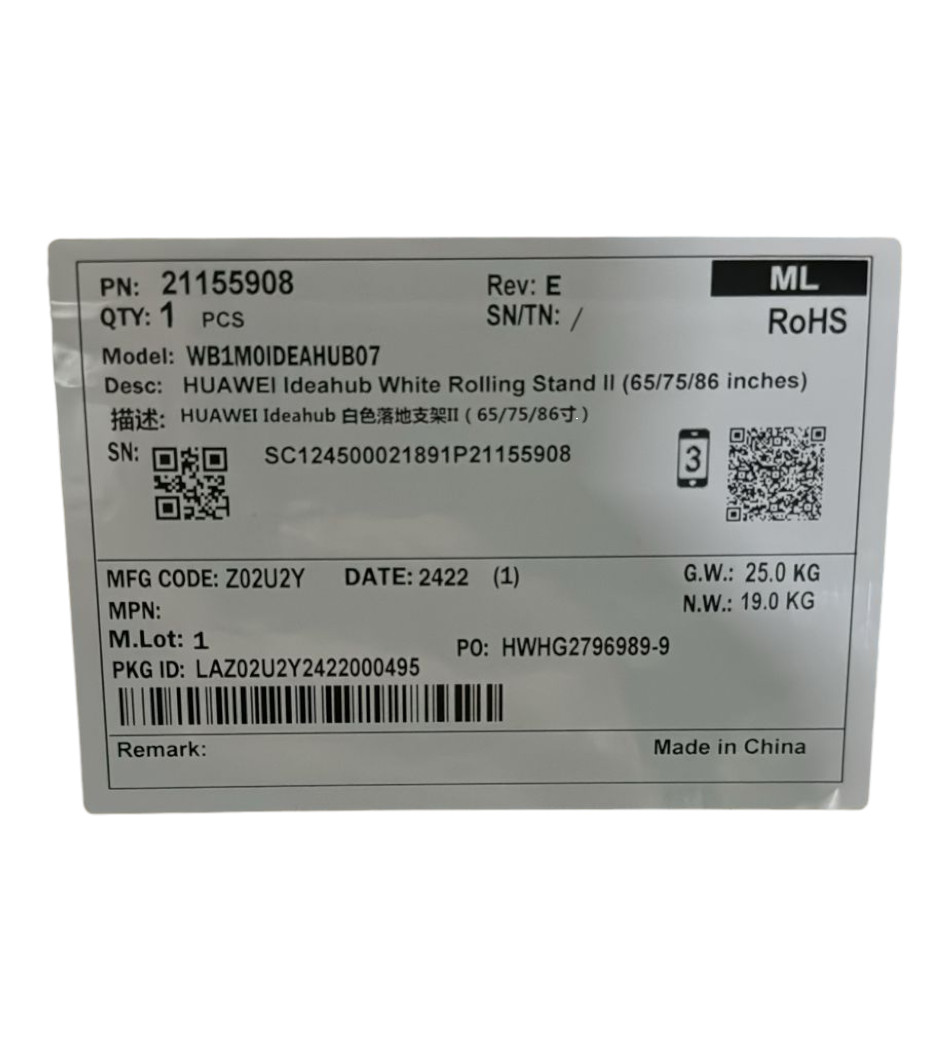 PN: 21155908 Rev: E ML
QTY: 1 PCS SN/TN: / RoHS
Model: WB1M0IDEAHUB07
Desc: HUAWEI Ideahub White Rolling Stand II (65/75/86 inches)
描述: HUAWEI Ideahub 白色落地支架II ( 65/75/86寸 )
SN: SC124500021891P21155908 3
MFG CODE: Z02U2Y DATE: 2422 (1) G.W.: 25.0 KG
MPN: N.W.: 19.0 KG
M.Lot: 1 PO: HWHG2796989-9
PKG ID: LAZ02U2Y2422000495
Remark: Made in China